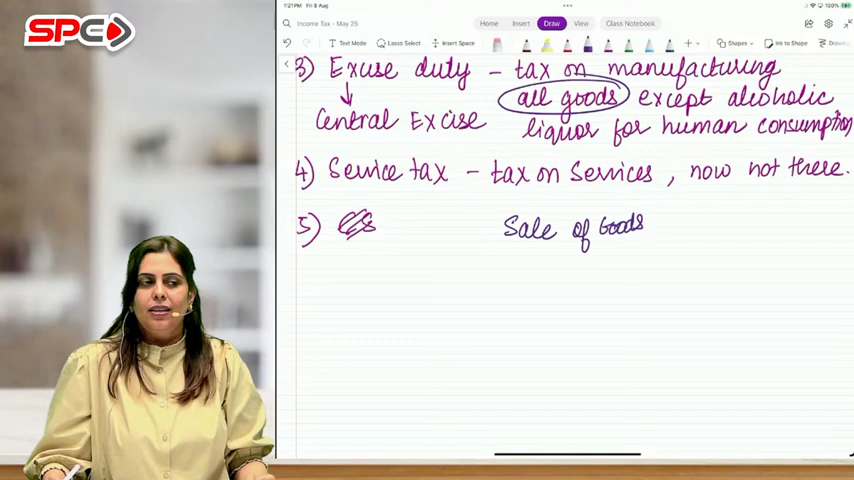 1:21 PM Fri 9 Aug
100%
SPC
Income Tax - May 25
Home Insert Draw View Class Notebook
Text Mode Lasso Select Insert Space Shapes Ink to Shape
3) Excise duty - tax on manufacturing
all goods except alcoholic
Central Excise liquor for human consumption
4) Service tax - tax on Services, now not there.
5) Sale of Goods